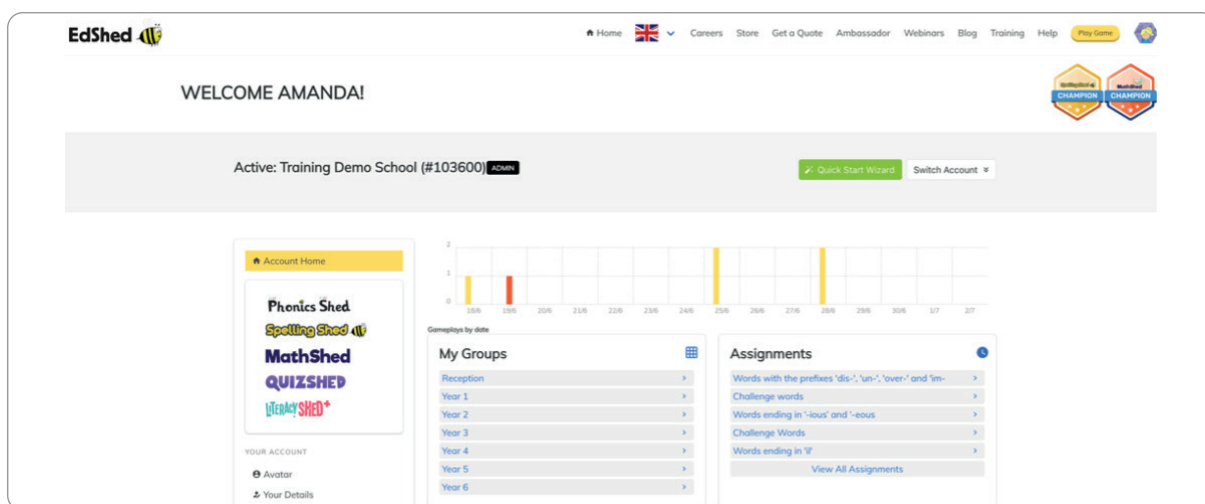 EdShed
Home Careers Store Get a Quote Ambassador Webinars Blog Training Help Play Game
SpellingShed MathShed
CHAMPION CHAMPION
WELCOME AMANDA!
Active: Training Demo School (#103600) ADMIN
Quick Start Wizard Switch Account
Account Home
Phonics Shed
Spelling Shed
MathShed
QUIZSHED
LITERACY SHED+
YOUR ACCOUNT
Avatar
Your Details
2
1
0
18/6 19/6 20/6 21/6 22/6 23/6 24/6 25/6 26/6 27/6 28/6 29/6 30/6 1/7 2/7
Gameplays by date
My Groups
Reception
Year 1
Year 2
Year 3
Year 4
Year 5
Year 6
Assignments
Words with the prefixes 'dis-', 'un-', 'over-' and 'im-
Challenge words
Words ending in '-ious' and '-eous
Challenge Words
Words ending in 'il'
View All Assignments